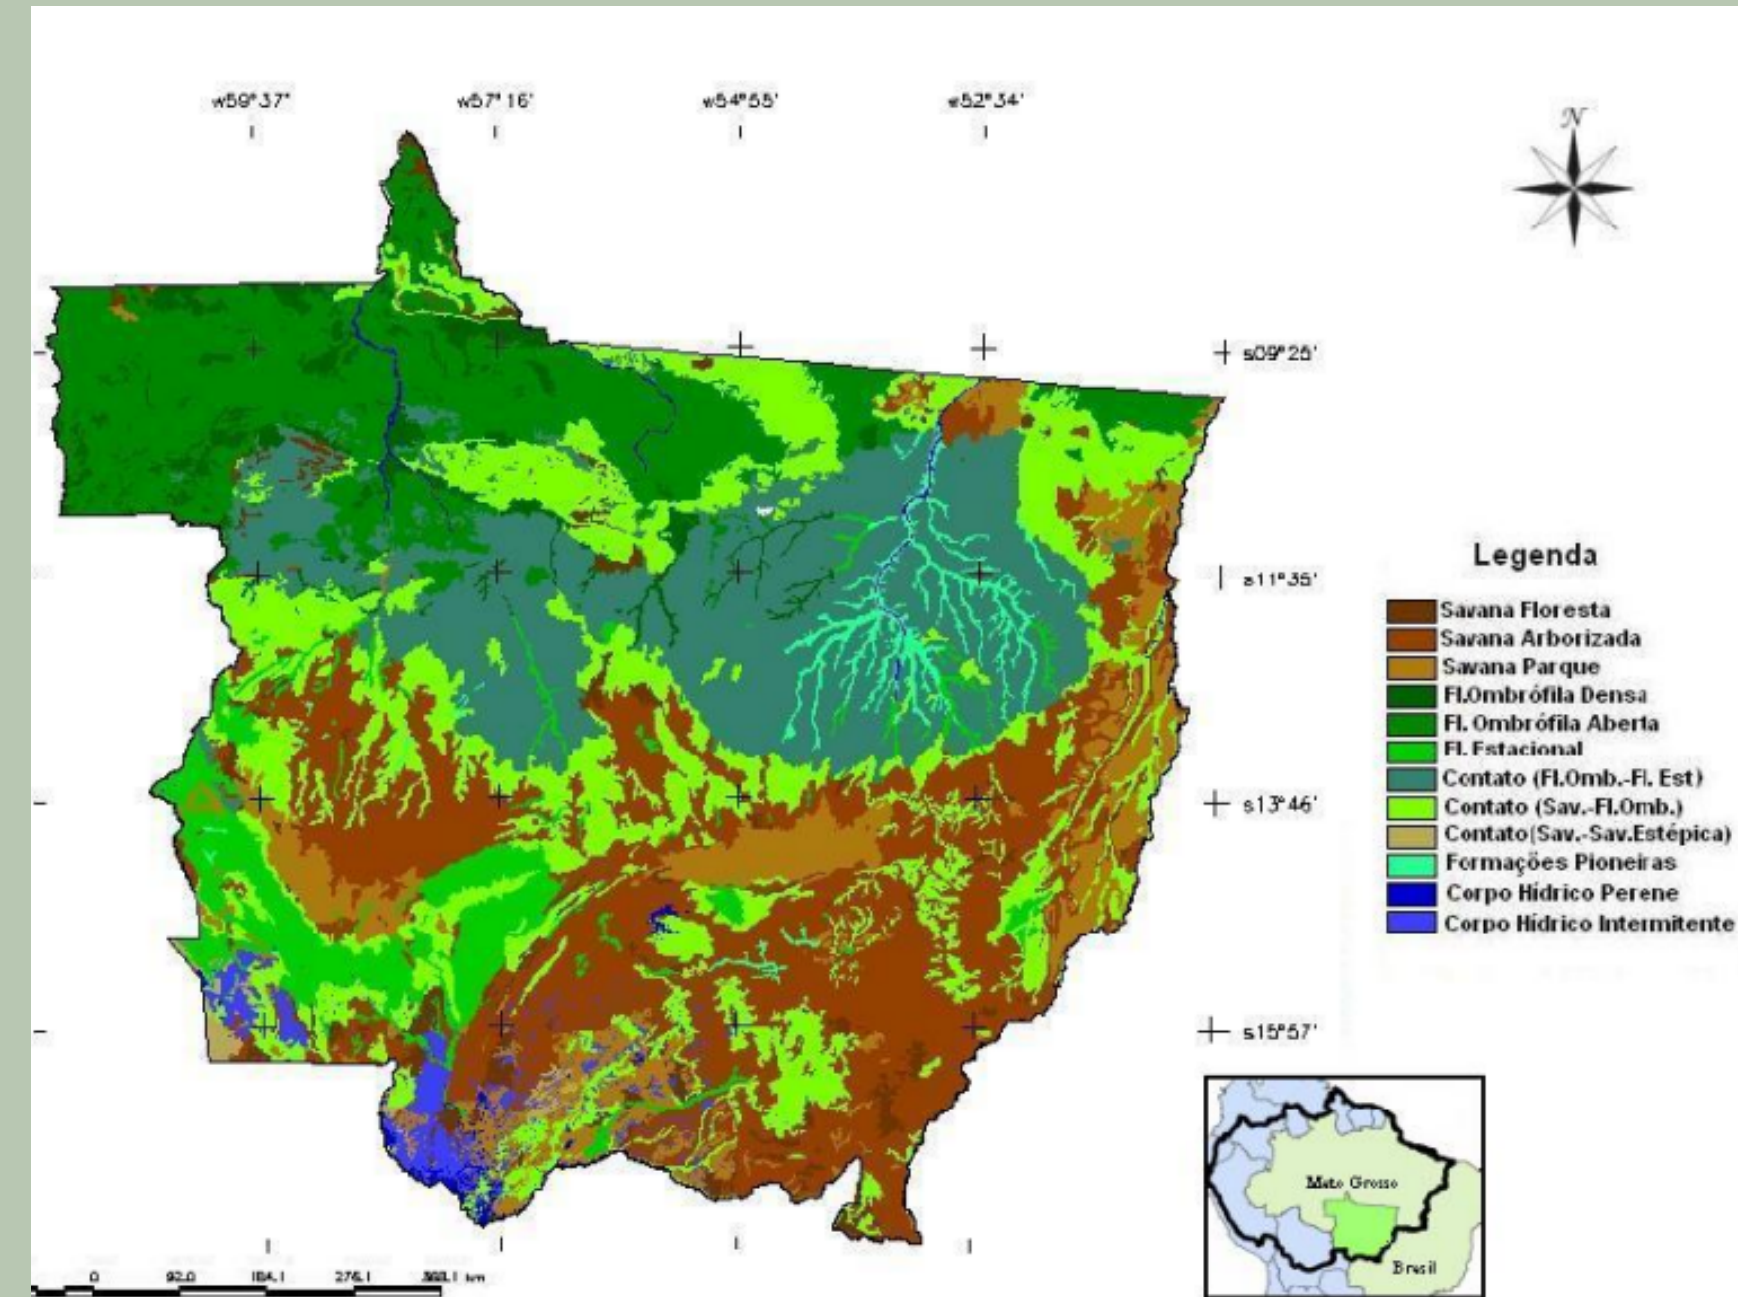 w59°37'
w57°16'
w54°55'
w52°34'
N
s09°25'
s11°35'
s13°46'
s15°57'
Legenda
Savana Floresta
Savana Arborizada
Savana Parque
Fl.Ombrófila Densa
Fl. Ombrófila Aberta
Fl. Estacional
Contato (Fl.Omb.-Fl. Est)
Contato (Sav.-Fl.Omb.)
Contato(Sav.-Sav.Estépica)
Formações Pioneiras
Corpo Hídrico Perene
Corpo Hídrico Intermitente
Mato Grosso
Brasil
0 92.0 184.1 276.1 368.1 km